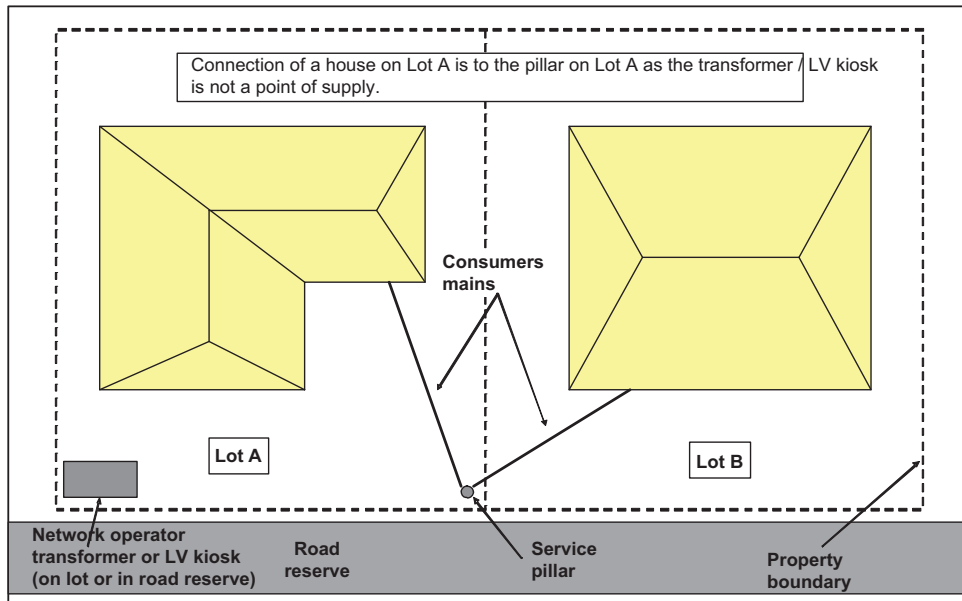 Connection of a house on Lot A is to the pillar on Lot A as the transformer / LV kiosk
is not a point of supply.
Consumers
mains
Lot A
Lot B
Network operator
transformer or LV kiosk
(on lot or in road reserve)
Road
reserve
Service
pillar
Property
boundary